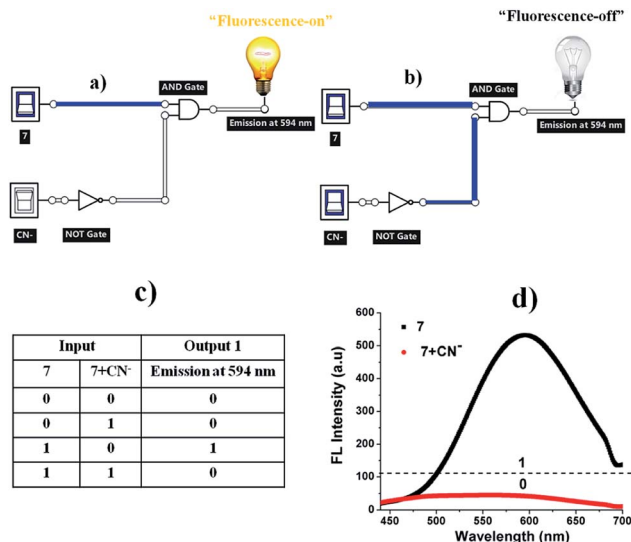 “Fluorescence-on”
a)
AND Gate
7
Emission at 594 nm
CN-
NOT Gate
“Fluorescence-off”
b)
AND Gate
7
Emission at 594 nm
CN-
NOT Gate
c)
Input Output 1
7 7+CN- Emission at 594 nm
0 0 0
0 1 0
1 0 1
1 1 0
d)
600
500
400
300
200
100
0
FL Intensity (a.u)
7
7+CN⁻
1
0
450 500 550 600 650 700
Wavelength (nm)